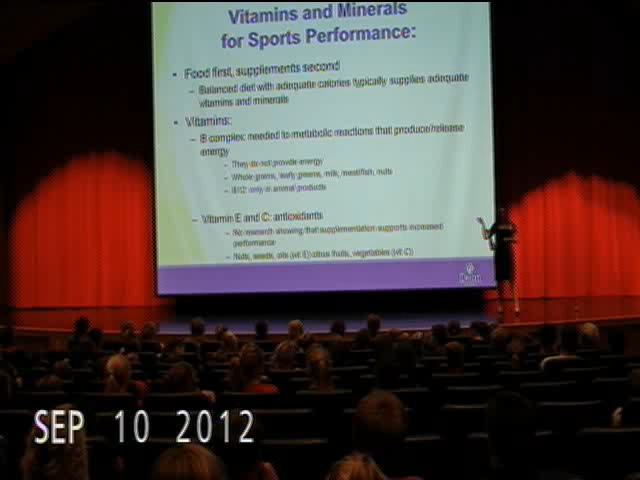 Vitamins and Minerals
for Sports Performance:
• Food first, supplements second
– Balanced diet with adequate calories typically supplies adequate
vitamins and minerals
• Vitamins:
– B complex: needed to metabolic reactions that produce/release
energy
– They do not provide energy
– Whole grains, leafy greens, milk, meat/fish, nuts
– B12: only in animal products
– Vitamin E and C: antioxidants
– No research showing that supplementation supports increased
performance
– Nuts, seeds, oils (vit E) citrus fruits, vegetables (vit C)
SEP 10 2012